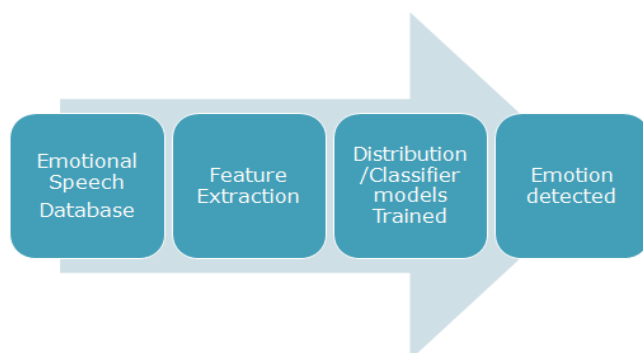 Emotional
Speech
Database
Feature
Extraction
Distribution
/Classifier
models
Trained
Emotion
detected